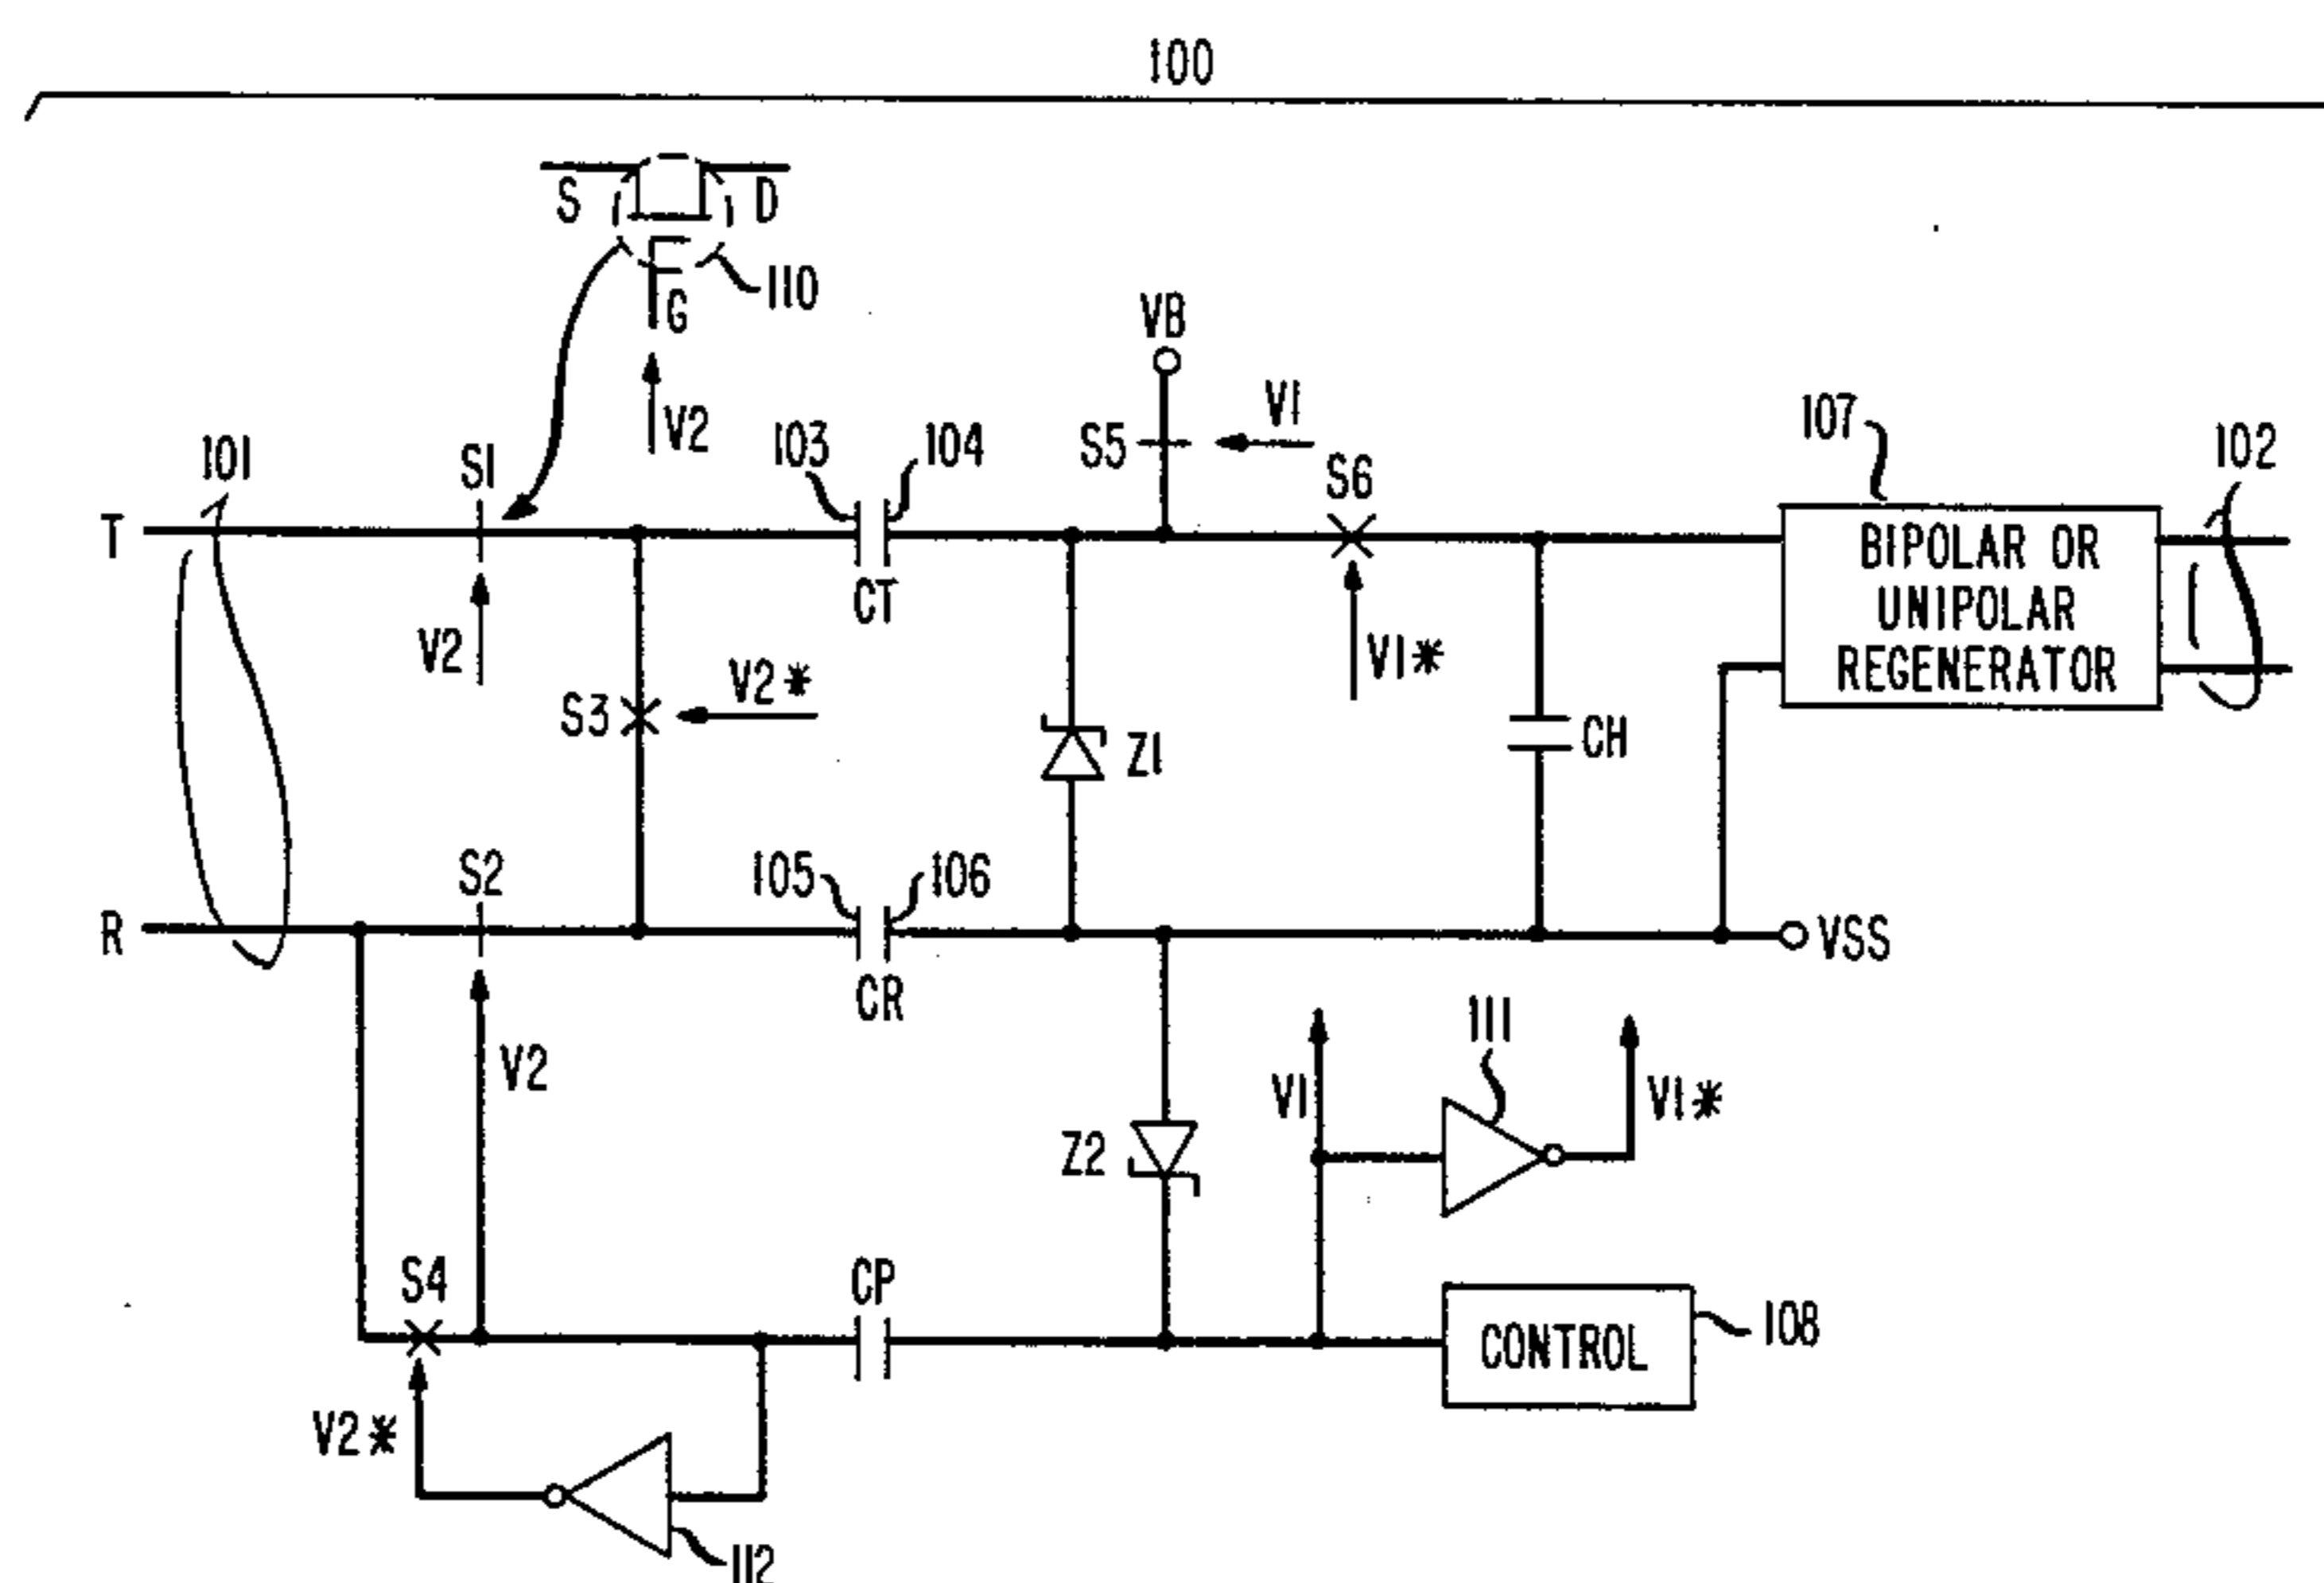 100
S
D
G
110
V2
VB
V1
S5
S6
V1*
107
102
101
T
S1
V2
103
104
CT
BIPOLAR OR
UNIPOLAR
REGENERATOR
S3
V2*
Z1
CH
R
S2
V2
105
106
CR
VSS
V1
111
V1*
Z2
S4
CP
CONTROL
108
V2*
112